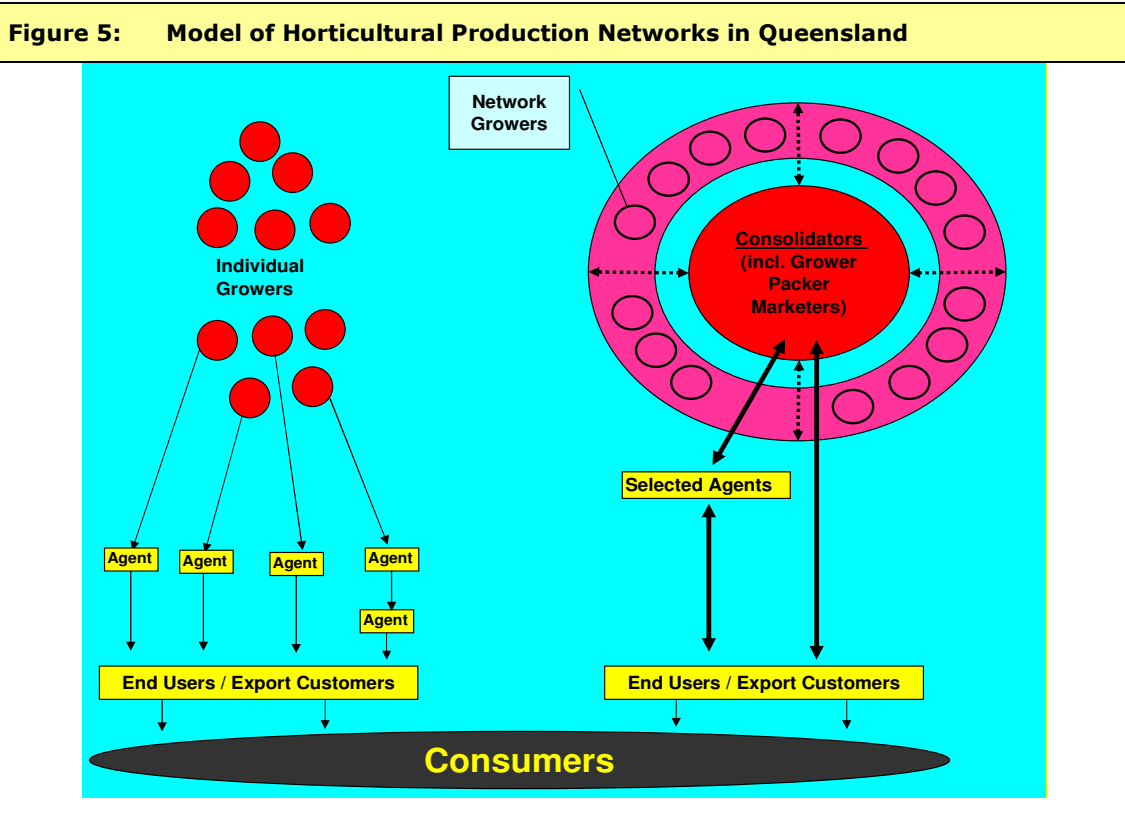 Figure 5: Model of Horticultural Production Networks in Queensland
Network
Growers
Individual
Growers
Consolidators
(incl. Grower
Packer
Marketers)
Selected Agents
Agent
Agent
Agent
Agent
Agent
End Users / Export Customers
End Users / Export Customers
Consumers